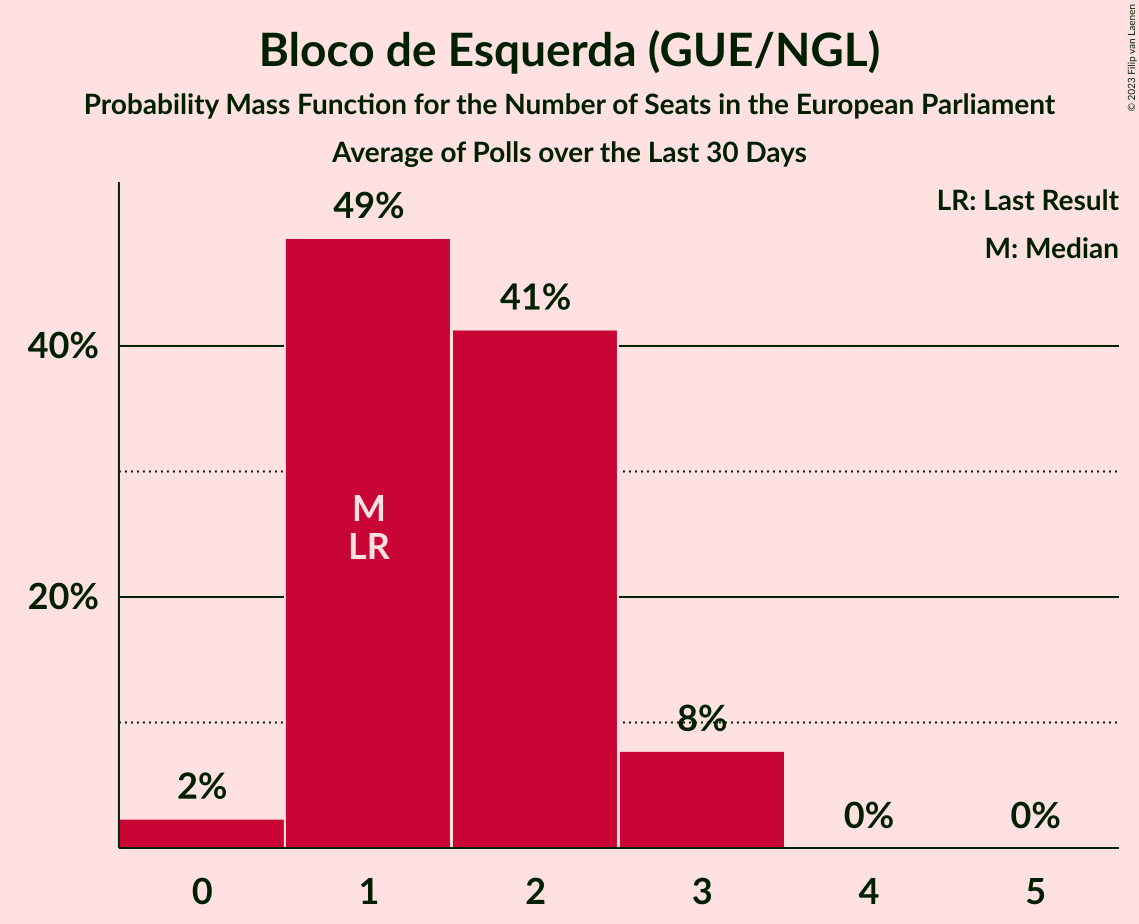 Bloco de Esquerda (GUE/NGL)
Probability Mass Function for the Number of Seats in the European Parliament
Average of Polls over the Last 30 Days
© 2023 Filip van Laenen
LR: Last Result
M: Median
49%
41%
40%
M
LR
20%
8%
2%
0%
0%
0
1
2
3
4
5